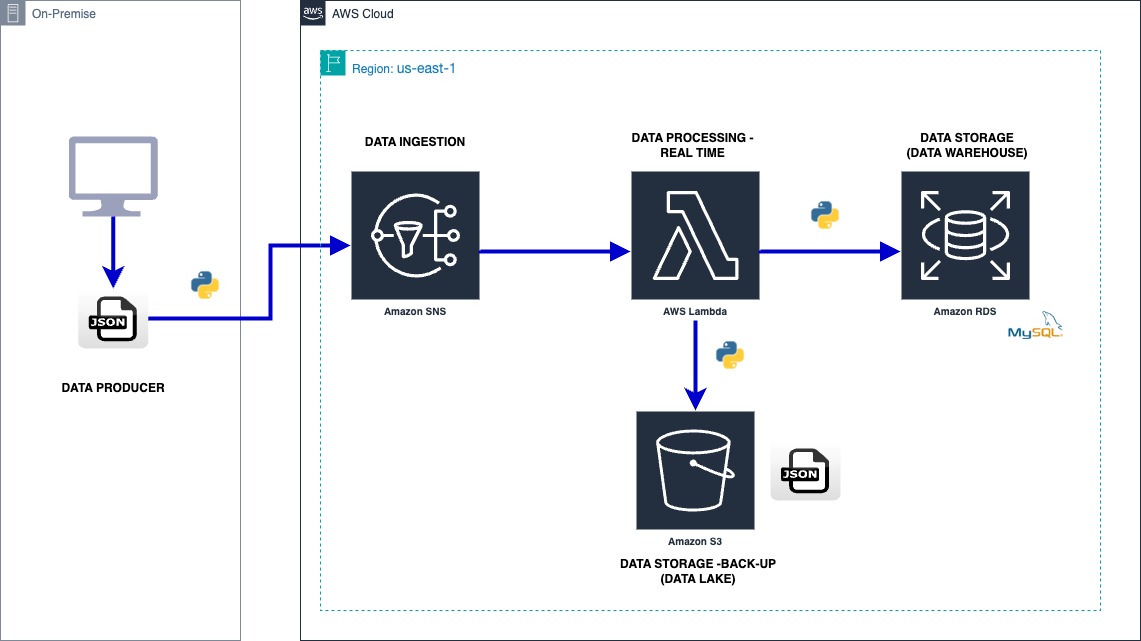 On-Premise
aws
AWS Cloud
Region: us-east-1
DATA INGESTION
DATA PROCESSING -
REAL TIME
DATA STORAGE
(DATA WAREHOUSE)
Amazon SNS
AWS Lambda
Amazon RDS
MySQL
JSON
DATA PRODUCER
JSON
Amazon S3
DATA STORAGE -BACK-UP
(DATA LAKE)